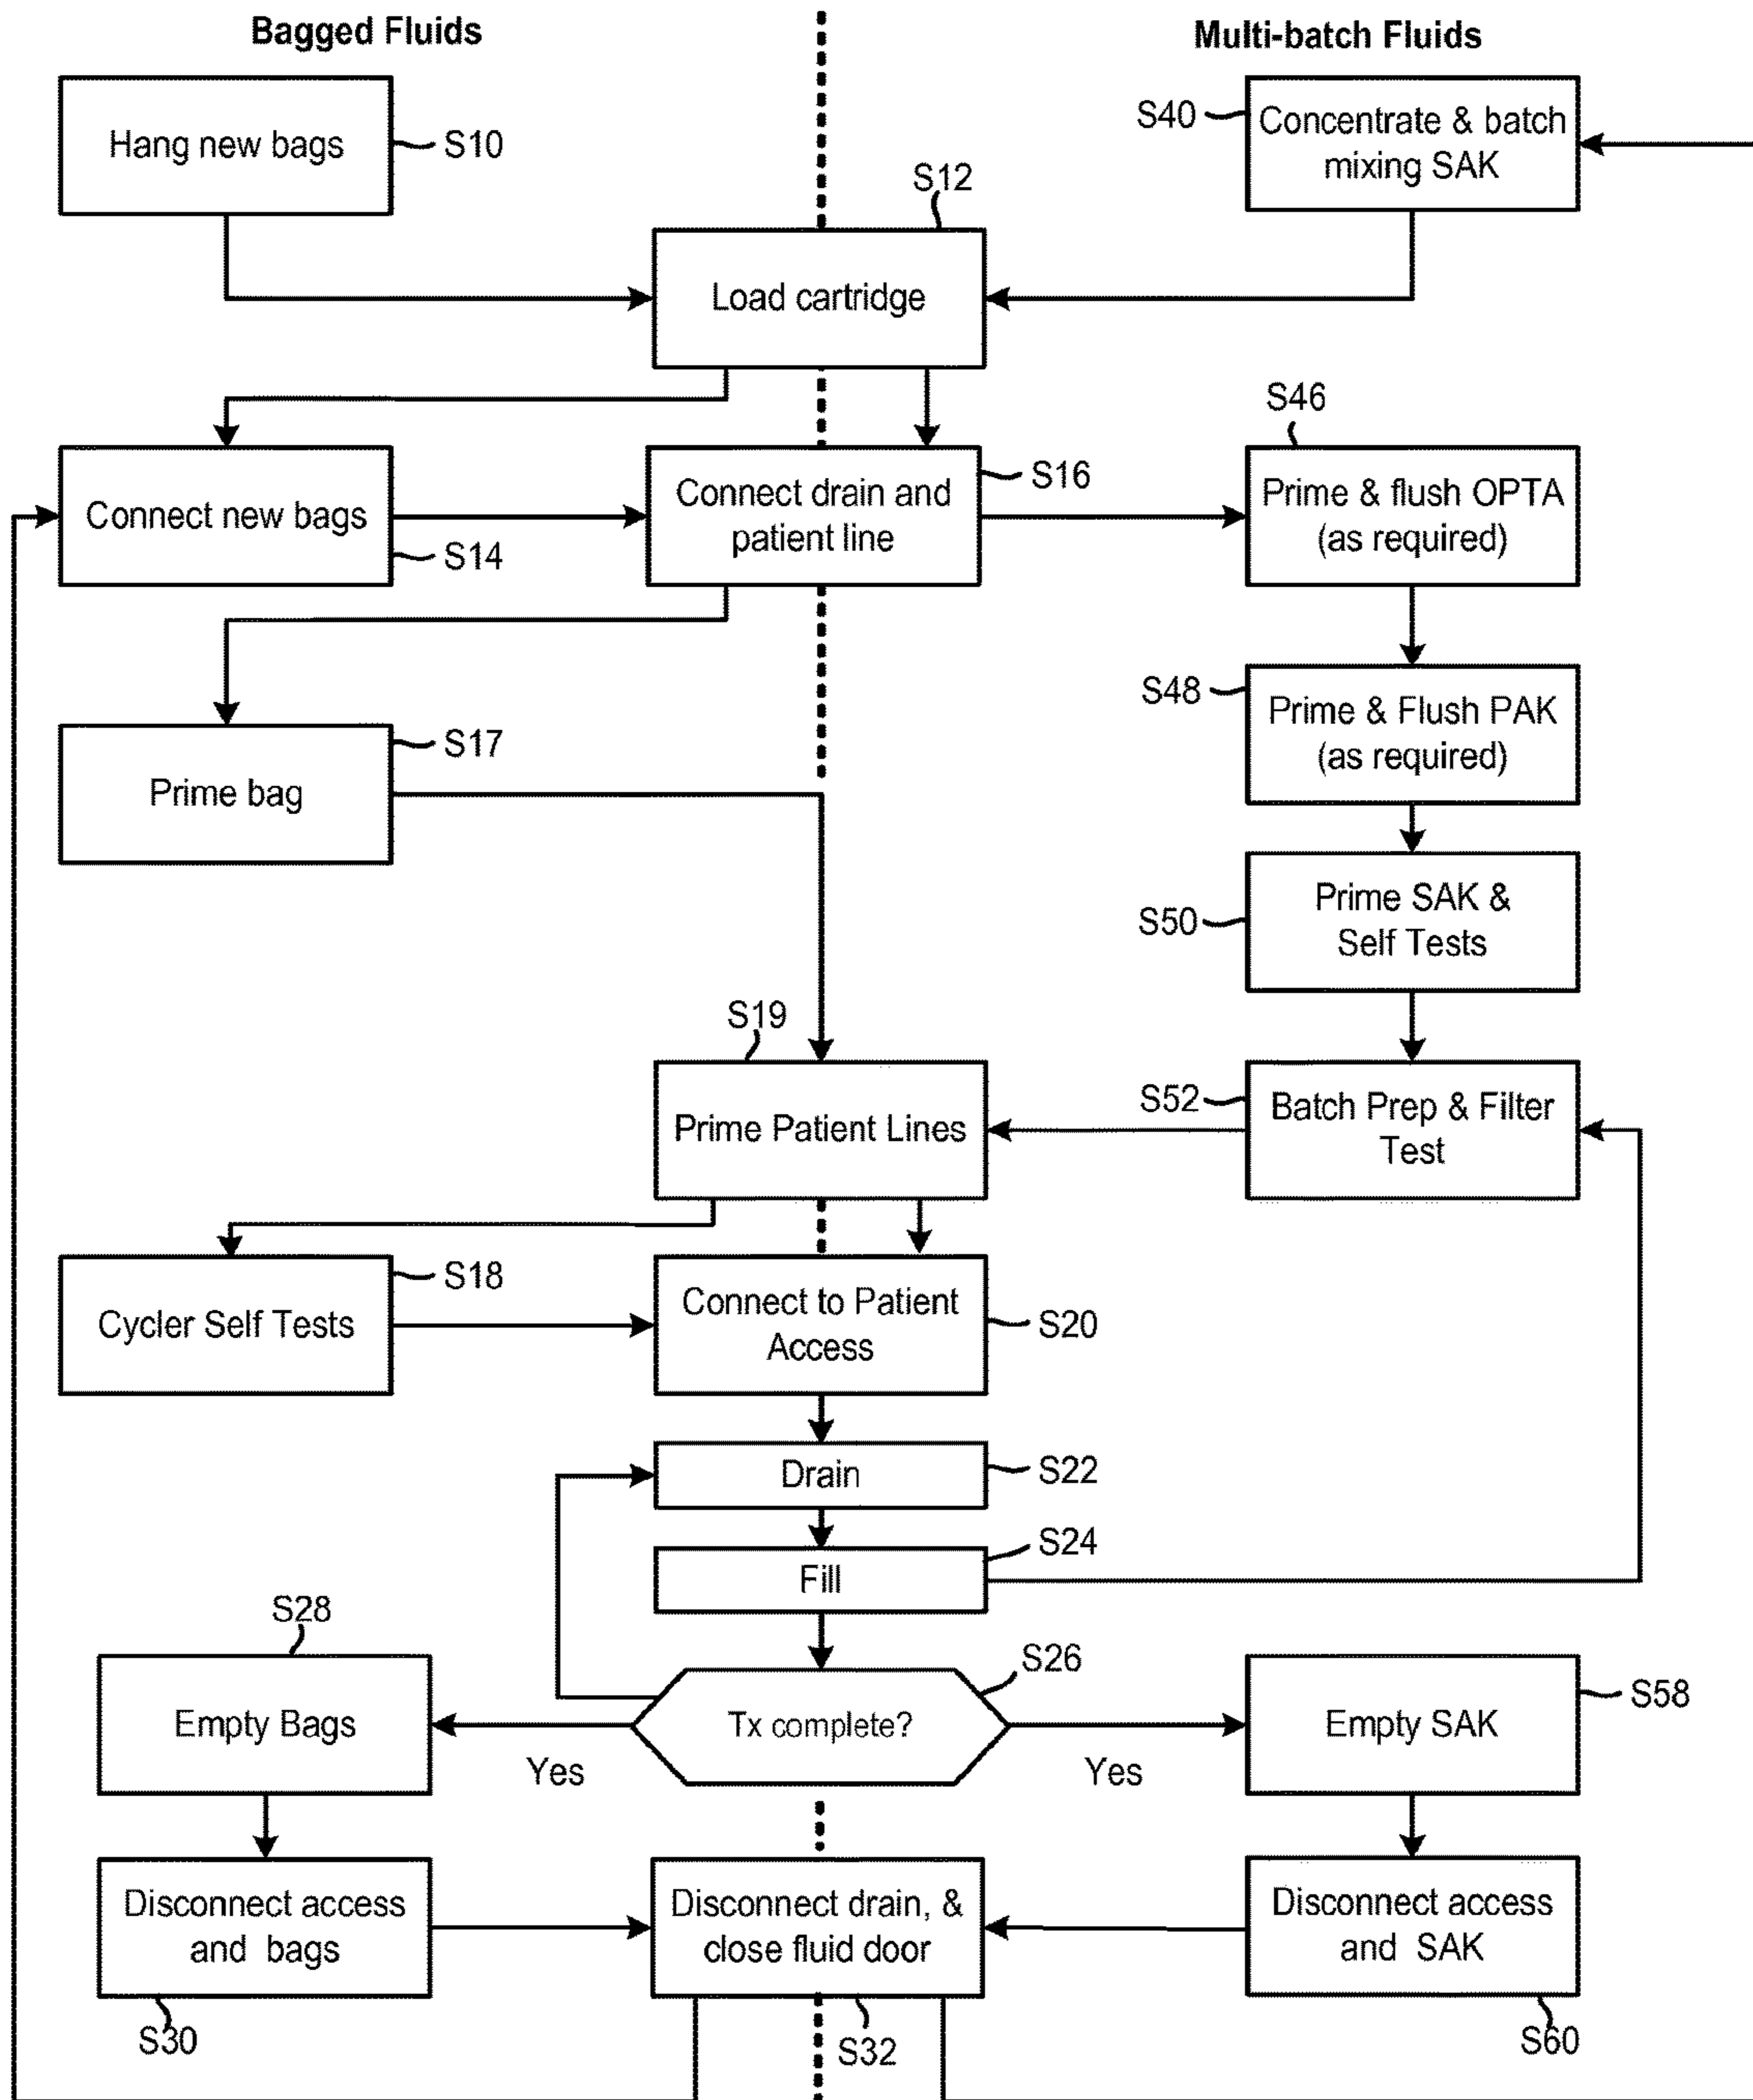 Bagged Fluids
Multi-batch Fluids
Hang new bags
S10
S40
Concentrate & batch
mixing SAK
S12
Load cartridge
S46
Connect new bags
S14
Connect drain and
patient line
S16
Prime & flush OPTA
(as required)
S48
Prime & Flush PAK
(as required)
S17
Prime bag
S50
Prime SAK &
Self Tests
S19
Prime Patient Lines
S52
Batch Prep & Filter
Test
S18
Cycler Self Tests
Connect to Patient
Access
S20
Drain
S22
Fill
S24
S28
Empty Bags
S26
Tx complete?
Yes
Yes
S58
Empty SAK
Disconnect access
and bags
S30
Disconnect drain, &
close fluid door
S32
Disconnect access
and SAK
S60